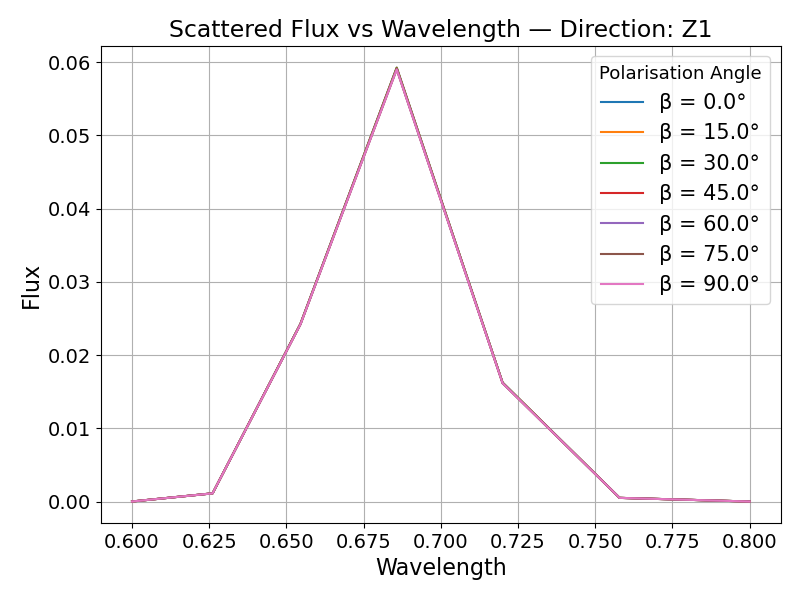 Scattered Flux vs Wavelength — Direction: Z1
Polarisation Angle
β = 0.0°
β = 15.0°
β = 30.0°
β = 45.0°
β = 60.0°
β = 75.0°
β = 90.0°
Flux
0.06
0.05
0.04
0.03
0.02
0.01
0.00
0.600 0.625 0.650 0.675 0.700 0.725 0.750 0.775 0.800
Wavelength